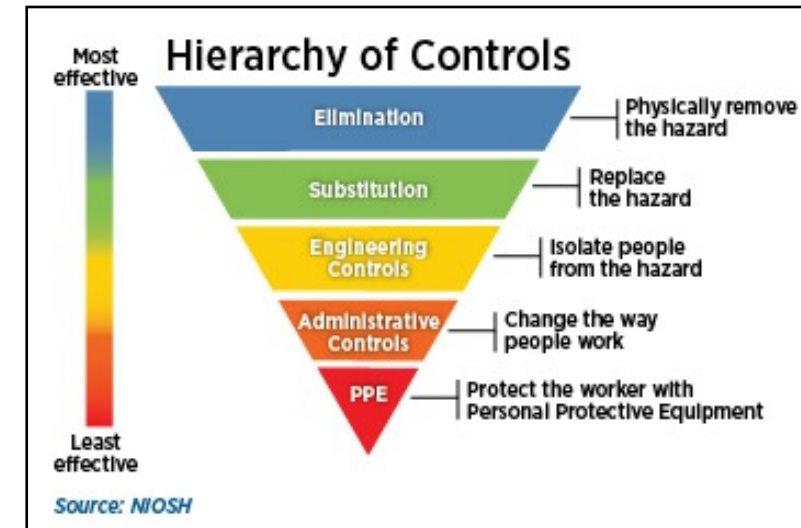 Hierarchy of Controls
Most
effective
Elimination
Physically remove
the hazard
Substitution
Replace
the hazard
Engineering
Controls
Isolate people
from the hazard
Administrative
Controls
Change the way
people work
PPE
Protect the worker with
Personal Protective Equipment
Least
effective
Source: NIOSH